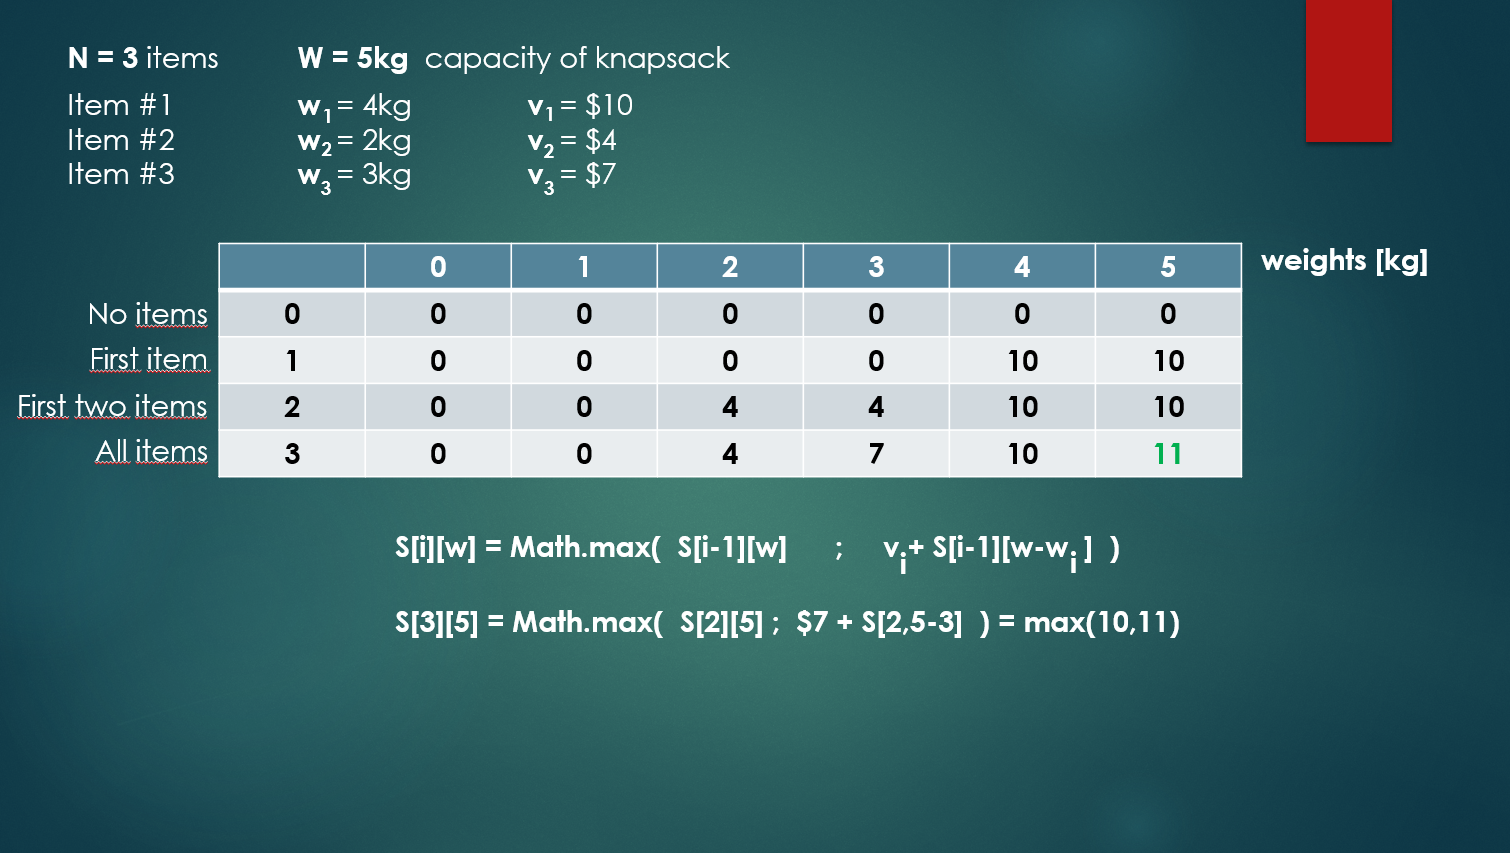 N = 3 items W = 5kg capacity of knapsack
Item #1 w1 = 4kg v1 = $10
Item #2 w2 = 2kg v2 = $4
Item #3 w3 = 3kg v3 = $7
0 1 2 3 4 5 weights [kg]
No items 0 0 0 0 0 0 0
First item 1 0 0 0 0 10 10
First two items 2 0 0 4 4 10 10
All items 3 0 0 4 7 10 11
S[i][w] = Math.max( S[i-1][w] ; vi+ S[i-1][w-wi] )
S[3][5] = Math.max( S[2][5] ; $7 + S[2,5-3] ) = max(10,11)